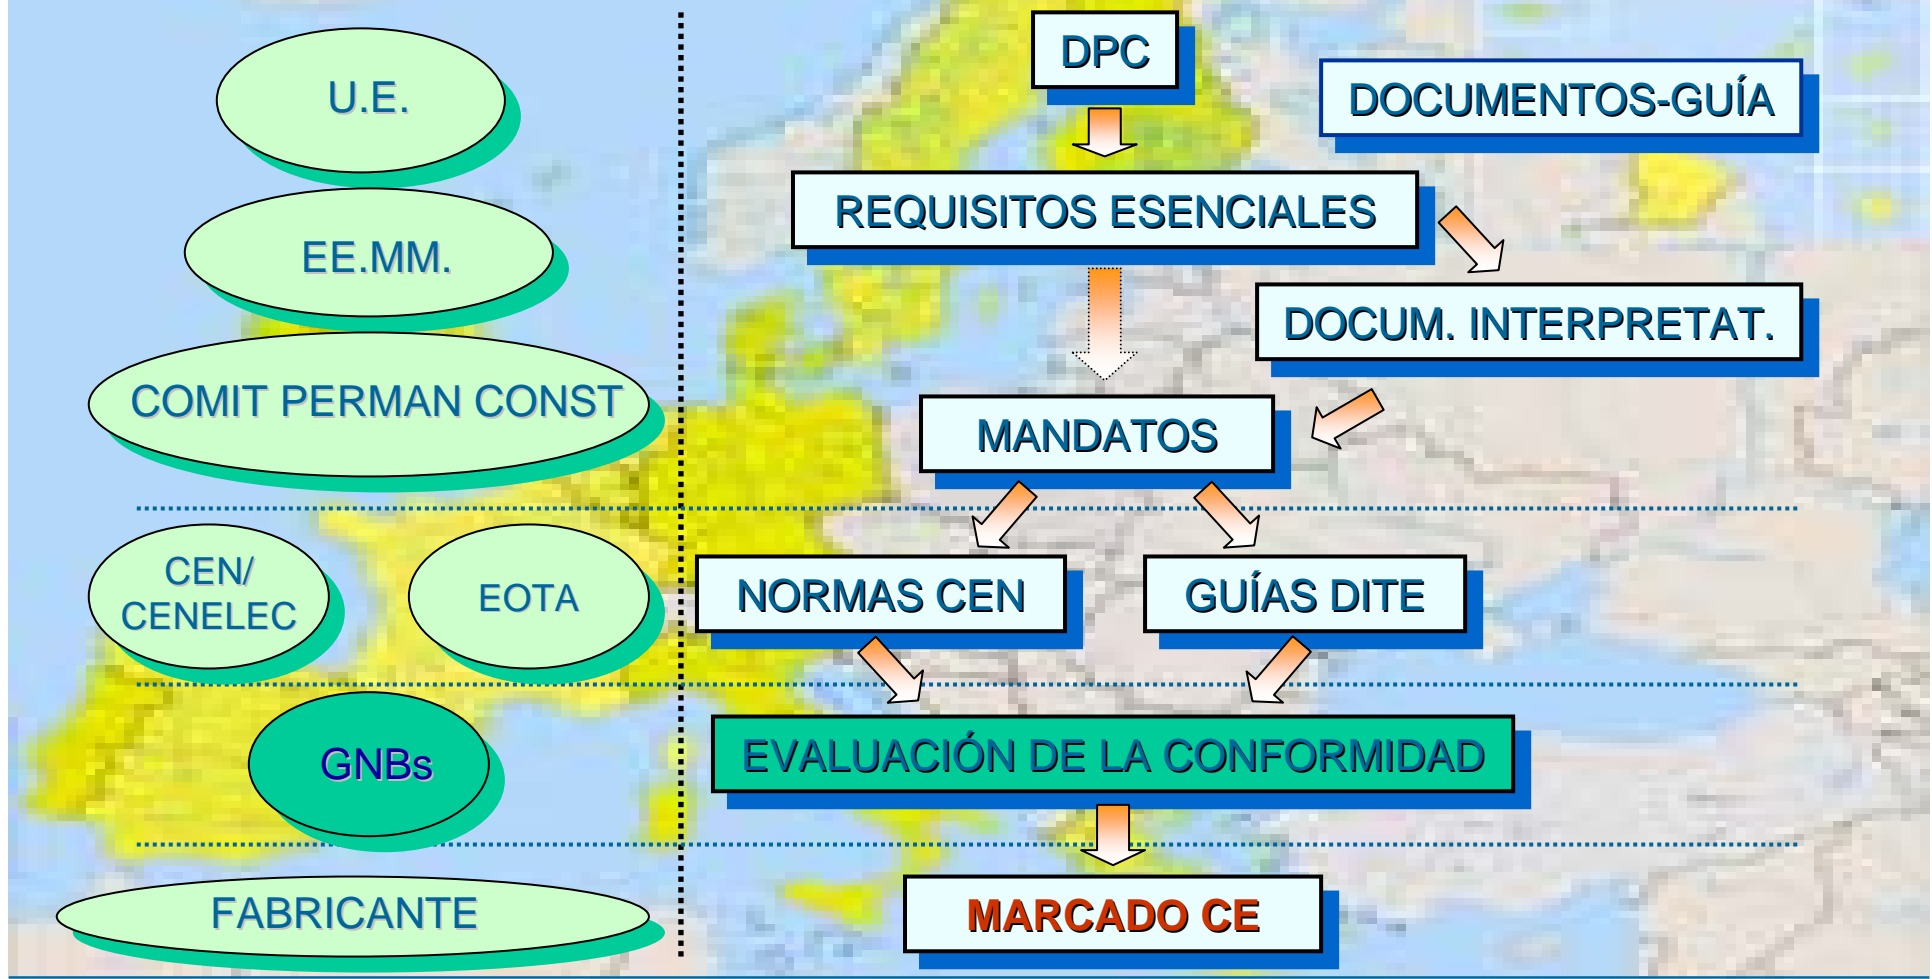 U.E.
EE.MM.
COMIT PERMAN CONST
CEN/
CENELEC
EOTA
GNBs
FABRICANTE
DPC
DOCUMENTOS-GUÍA
REQUISITOS ESENCIALES
DOCUM. INTERPRETAT.
MANDATOS
NORMAS CEN
GUÍAS DITE
EVALUACIÓN DE LA CONFORMIDAD
MARCADO CE